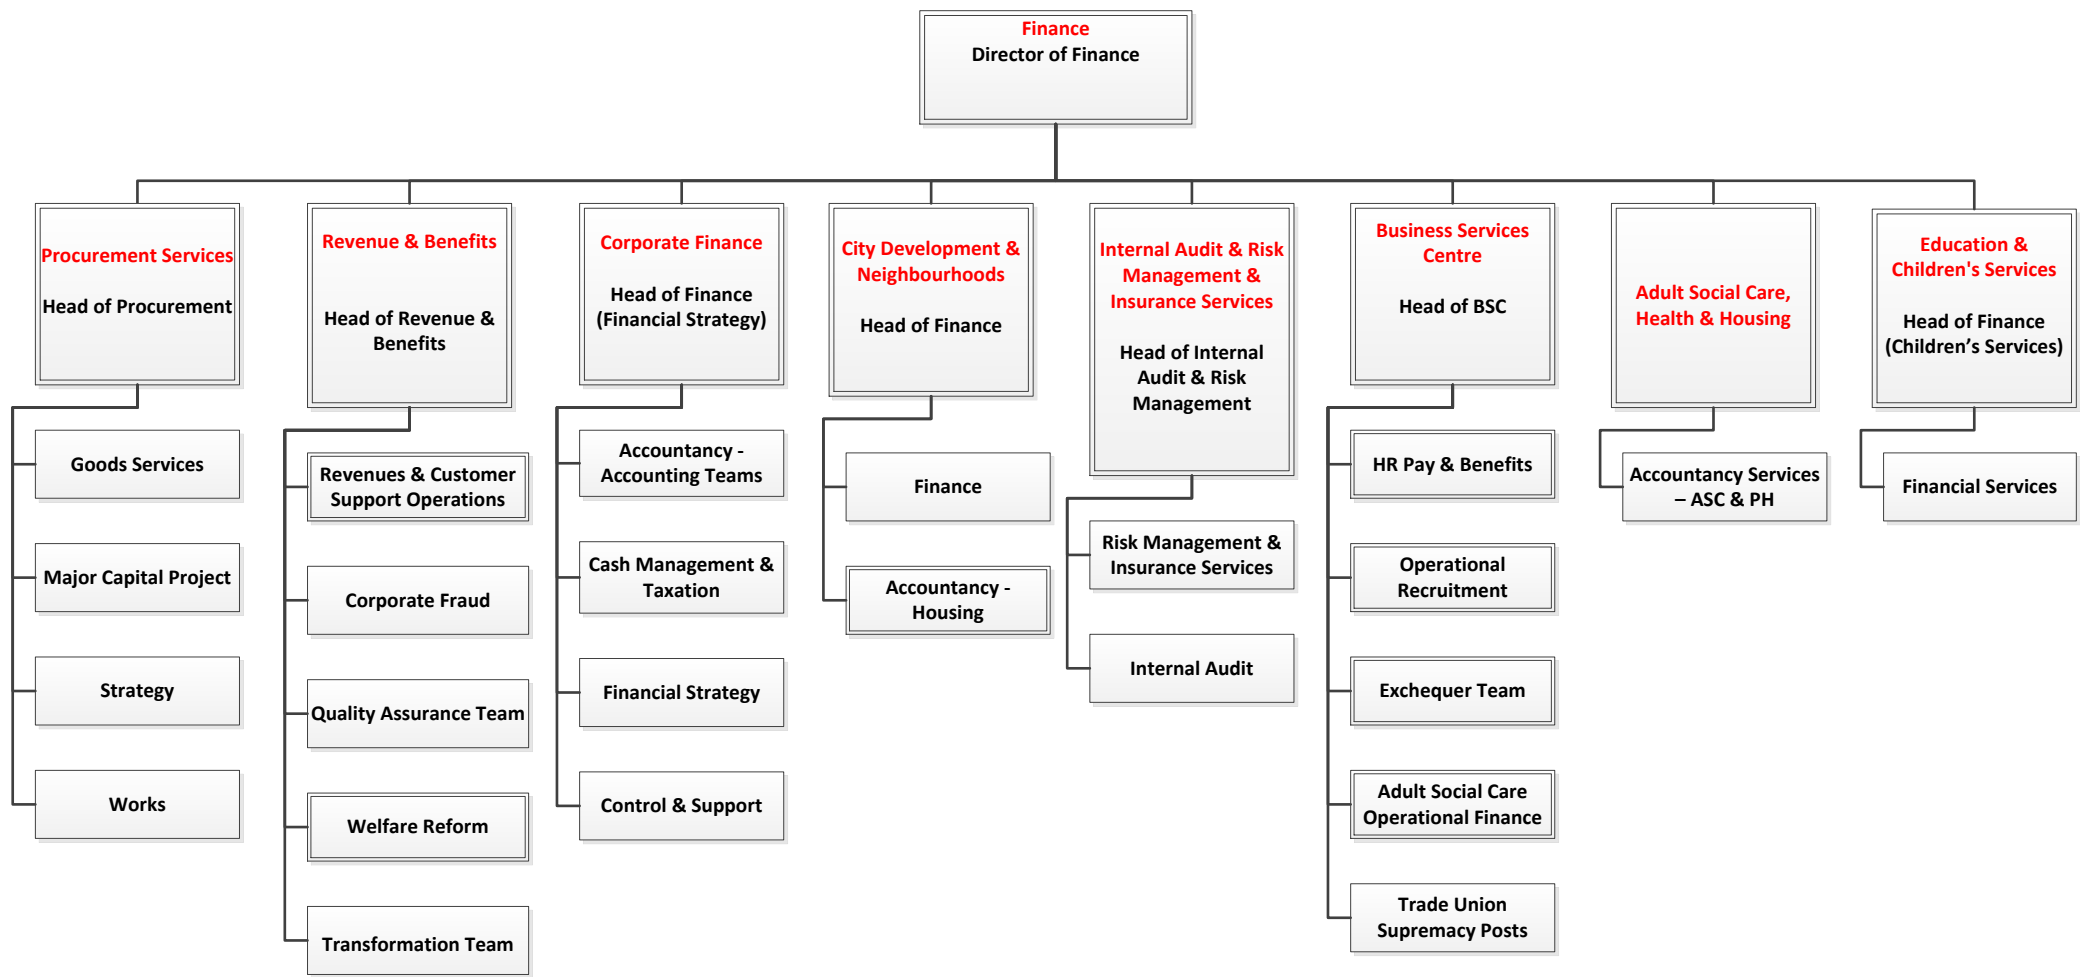 Finance
Director of Finance
Procurement Services
Head of Procurement
Goods Services
Major Capital Project
Strategy
Works
Revenue & Benefits
Head of Revenue &
Benefits
Revenues & Customer
Support Operations
Corporate Fraud
Quality Assurance Team
Welfare Reform
Transformation Team
Corporate Finance
Head of Finance
(Financial Strategy)
Accountancy -
Accounting Teams
Cash Management &
Taxation
Financial Strategy
Control & Support
City Development &
Neighbourhoods
Head of Finance
Finance
Accountancy -
Housing
Internal Audit & Risk
Management &
Insurance Services
Head of Internal
Audit & Risk
Management
Risk Management &
Insurance Services
Internal Audit
Business Services
Centre
Head of BSC
HR Pay & Benefits
Operational
Recruitment
Exchequer Team
Adult Social Care
Operational Finance
Trade Union
Supremacy Posts
Adult Social Care,
Health & Housing
Accountancy Services
– ASC & PH
Education &
Children's Services
Head of Finance
(Children’s Services)
Financial Services